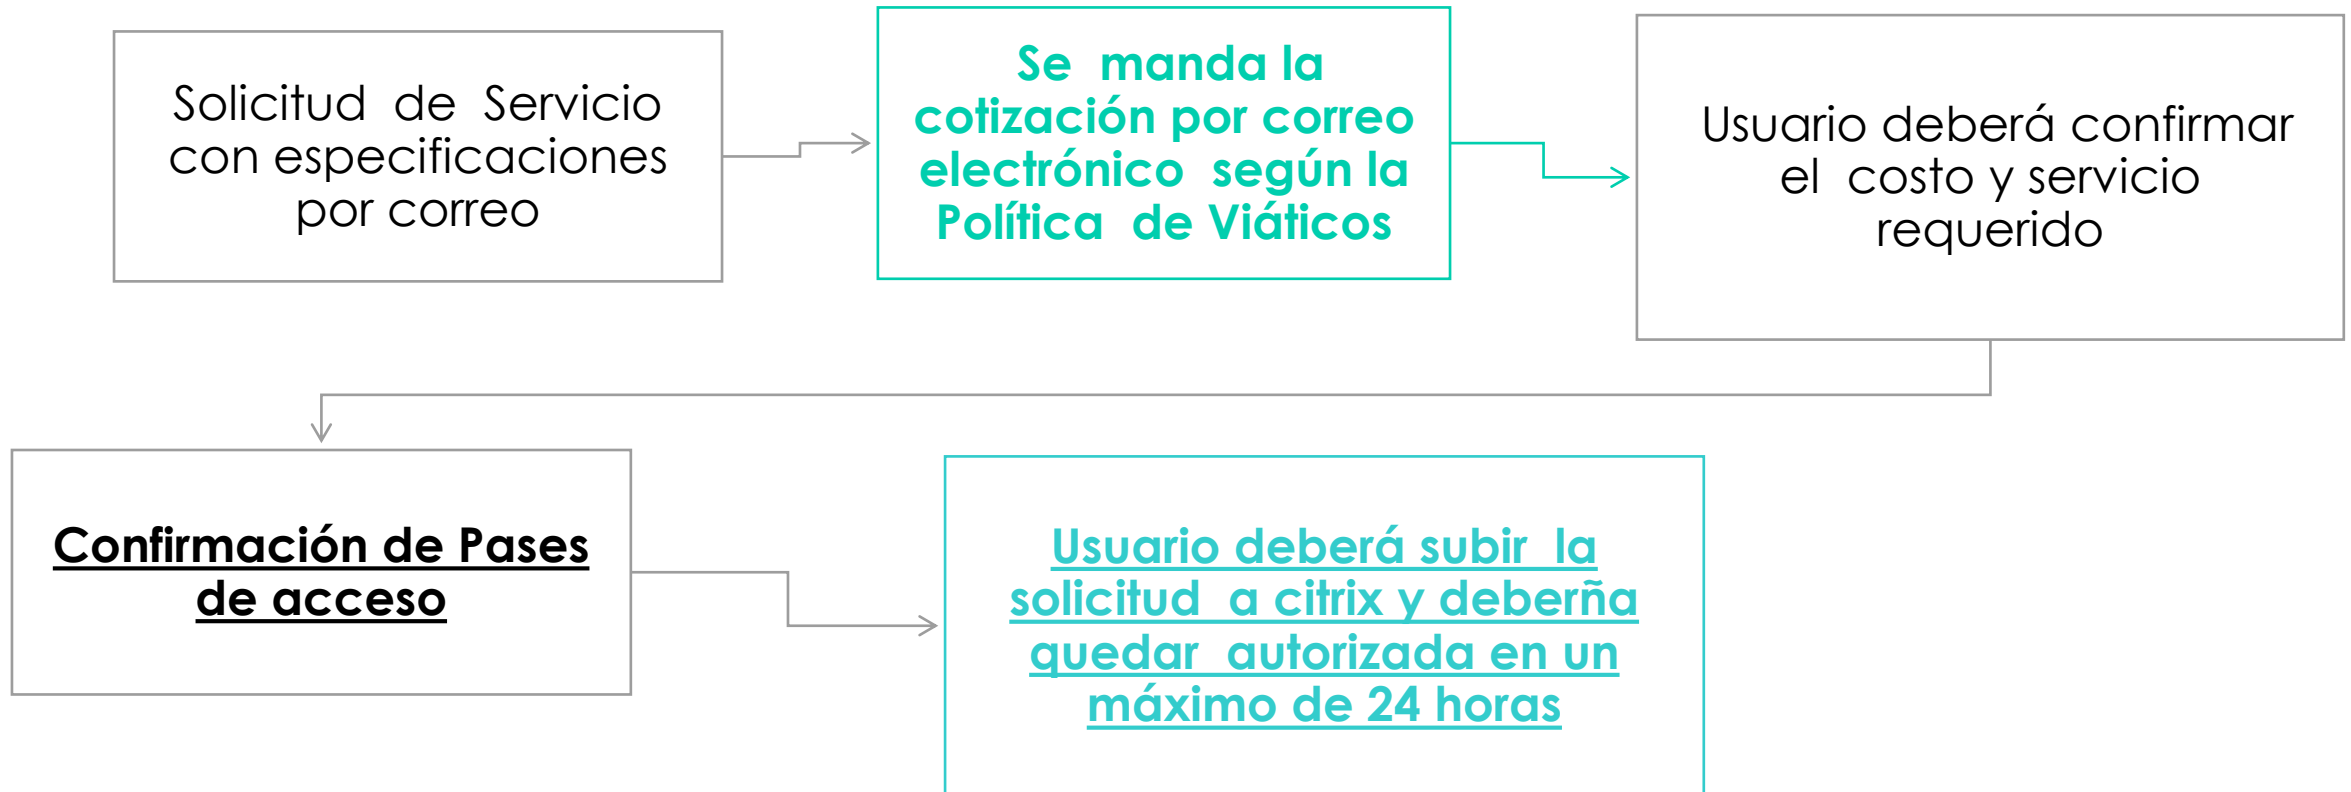 Solicitud de Servicio
con especificaciones
por correo
Se manda la
cotización por correo
electrónico según la
Política de Viáticos
Usuario deberá confirmar
el costo y servicio
requerido
Confirmación de Pases
de acceso
Usuario deberá subir la
solicitud a citrix y deberña
quedar autorizada en un
máximo de 24 horas